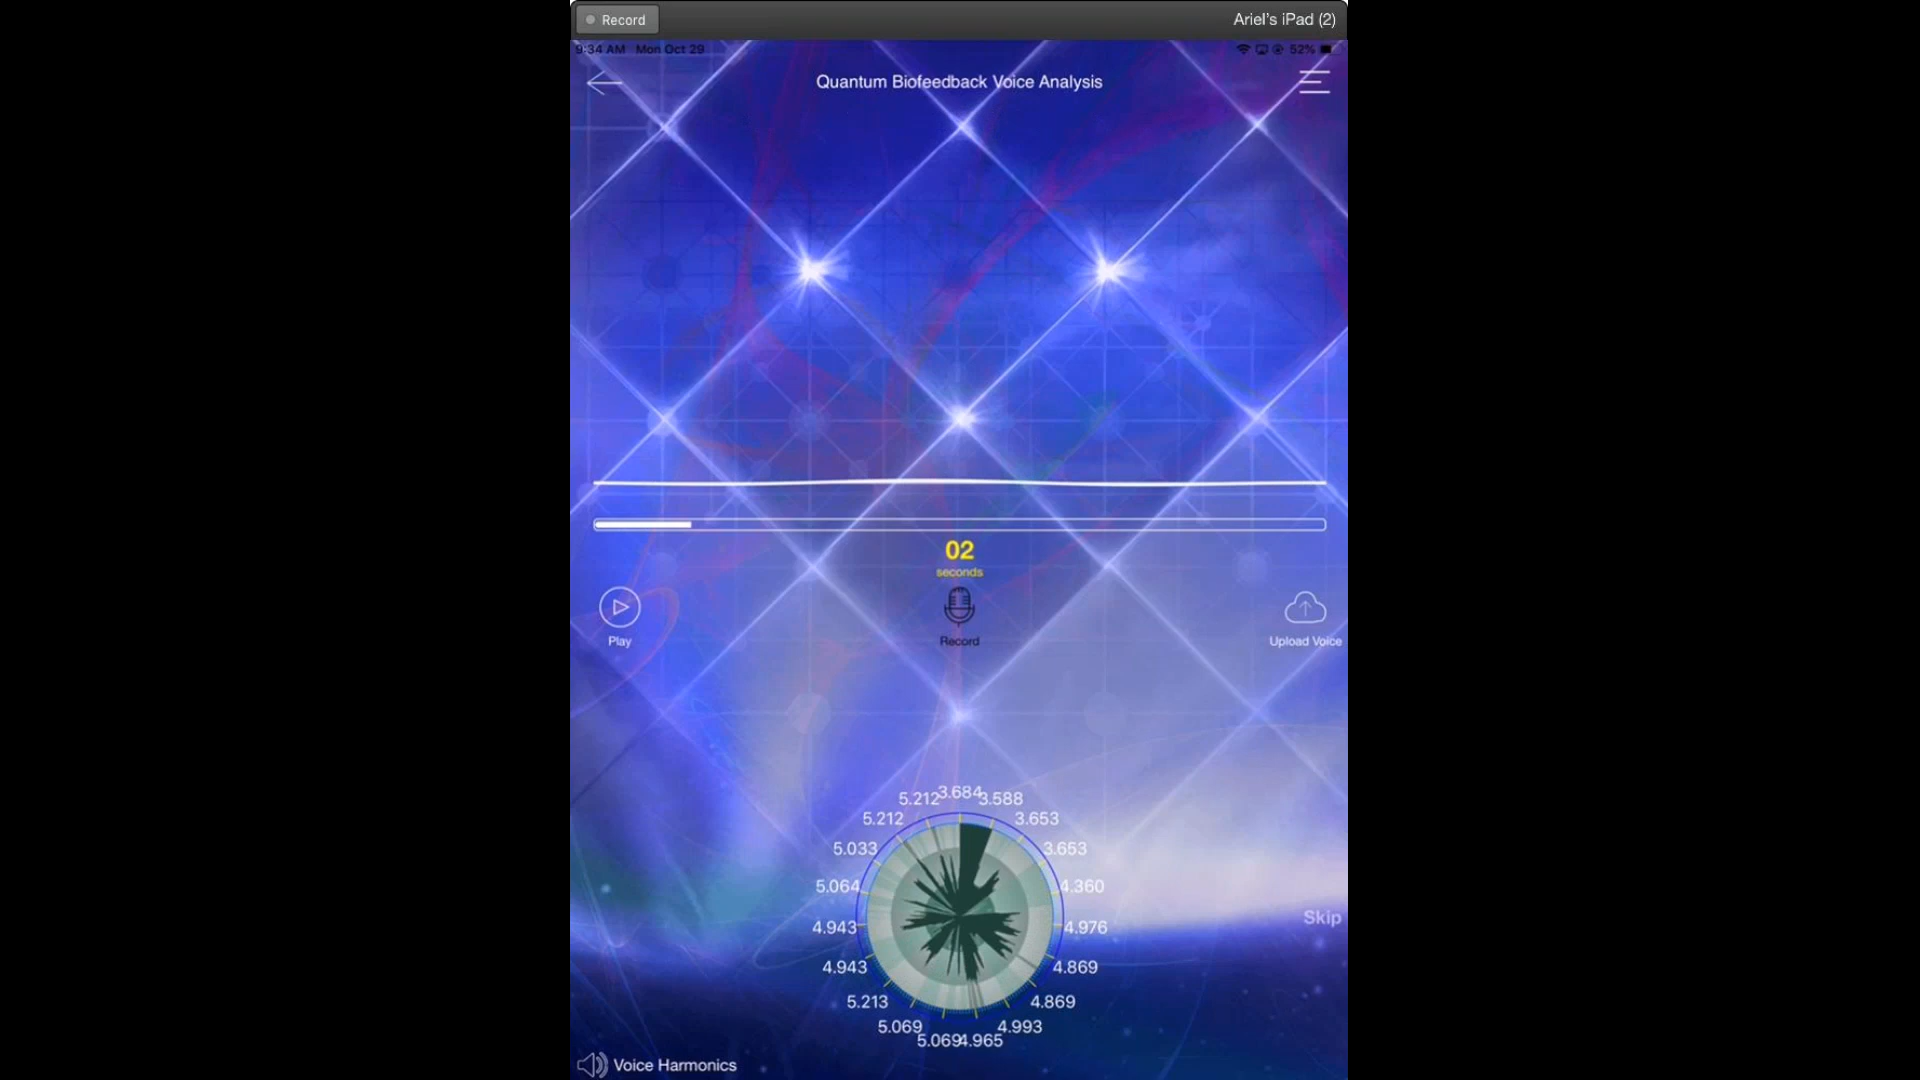 Record
Ariel's iPad (2)
9:34 AM Mon Oct 29
52%
Quantum Biofeedback Voice Analysis
02
seconds
Play
Record
Upload Voice
3.684
3.588
3.653
3.653
4.360
4.976
4.869
4.869
4.993
4.965
5.069
5.069
5.213
4.943
4.943
5.064
5.033
5.212
5.212
Skip
Voice Harmonics